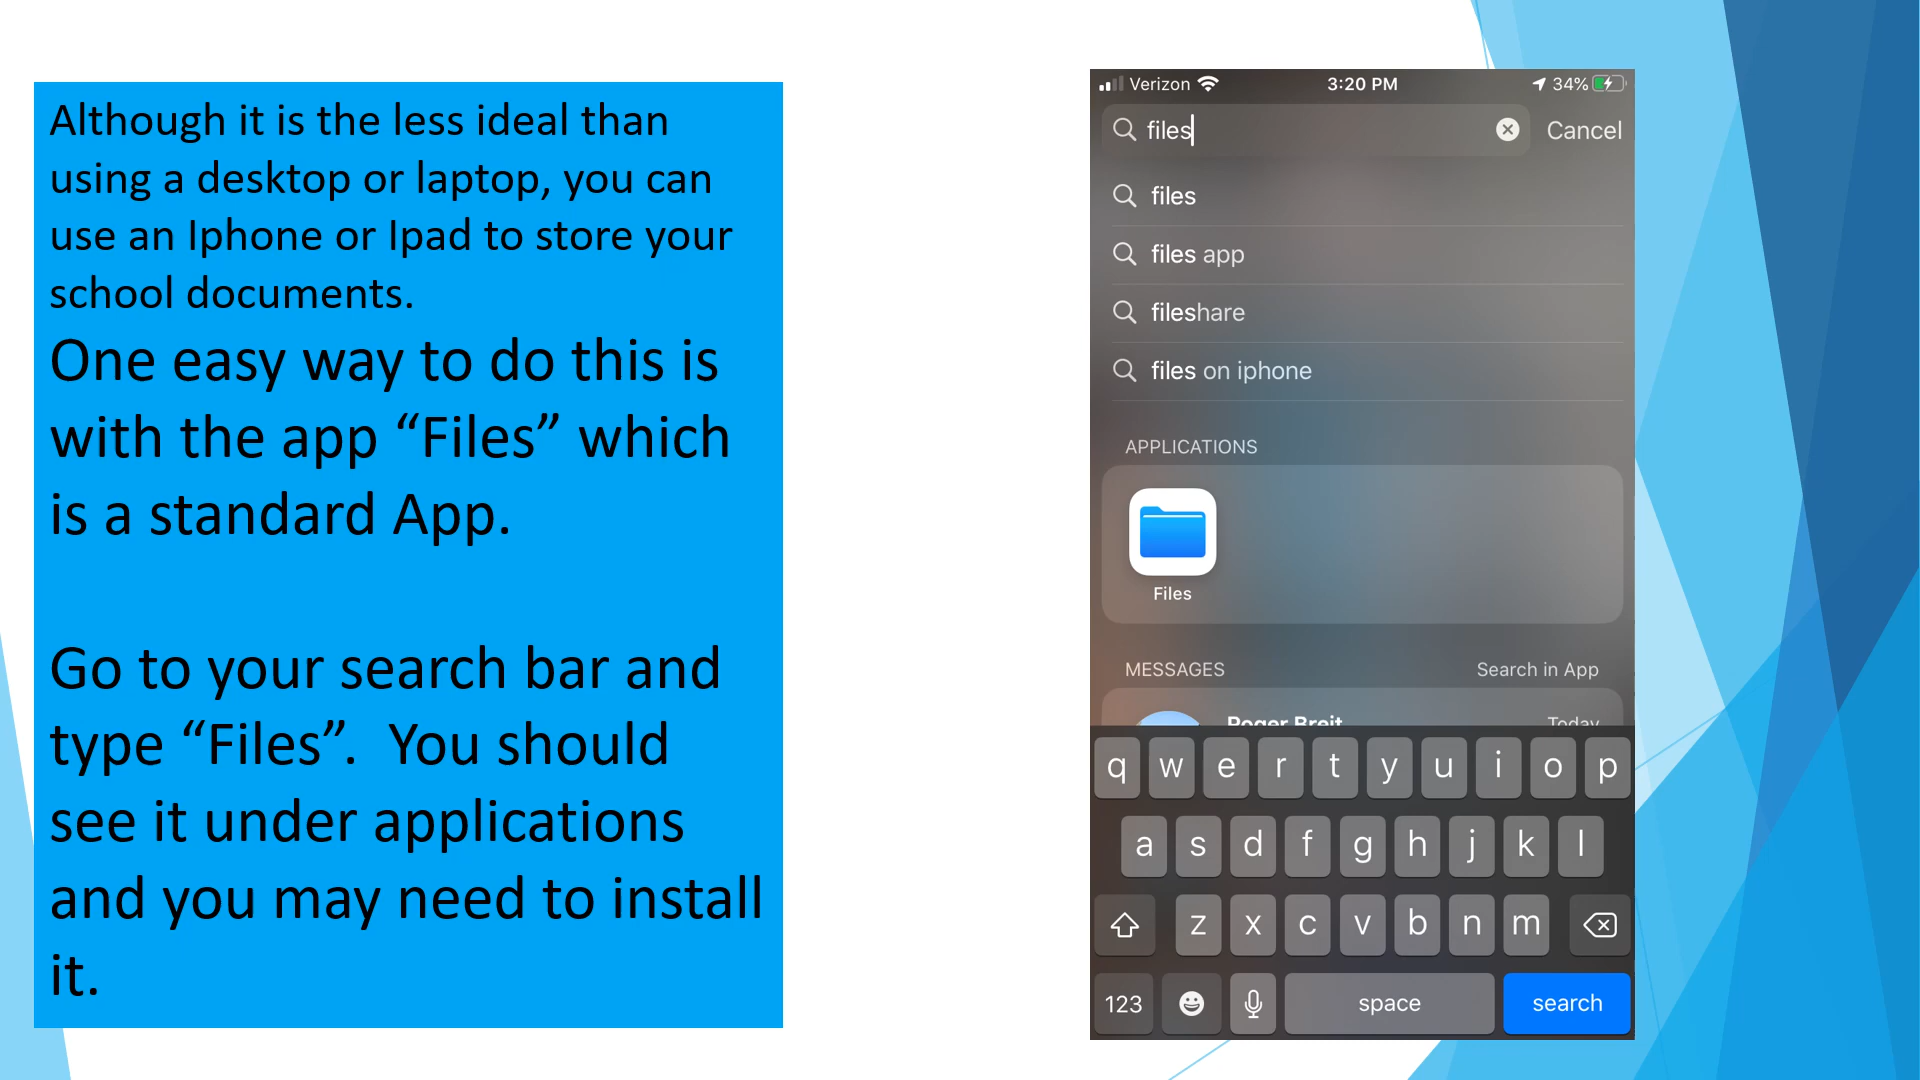 Although it is the less ideal than
using a desktop or laptop, you can
use an Iphone or Ipad to store your
school documents.
One easy way to do this is
with the app “Files” which
is a standard App.
Go to your search bar and
type “Files”.  You should
see it under applications
and you may need to install
it.
Verizon 3:20 PM 34%
files Cancel
files
files app
fileshare
files on iphone
APPLICATIONS
Files
MESSAGES Search in App
Roger Breit Today
q w e r t y u i o p
a s d f g h j k l
z x c v b n m
123 space search